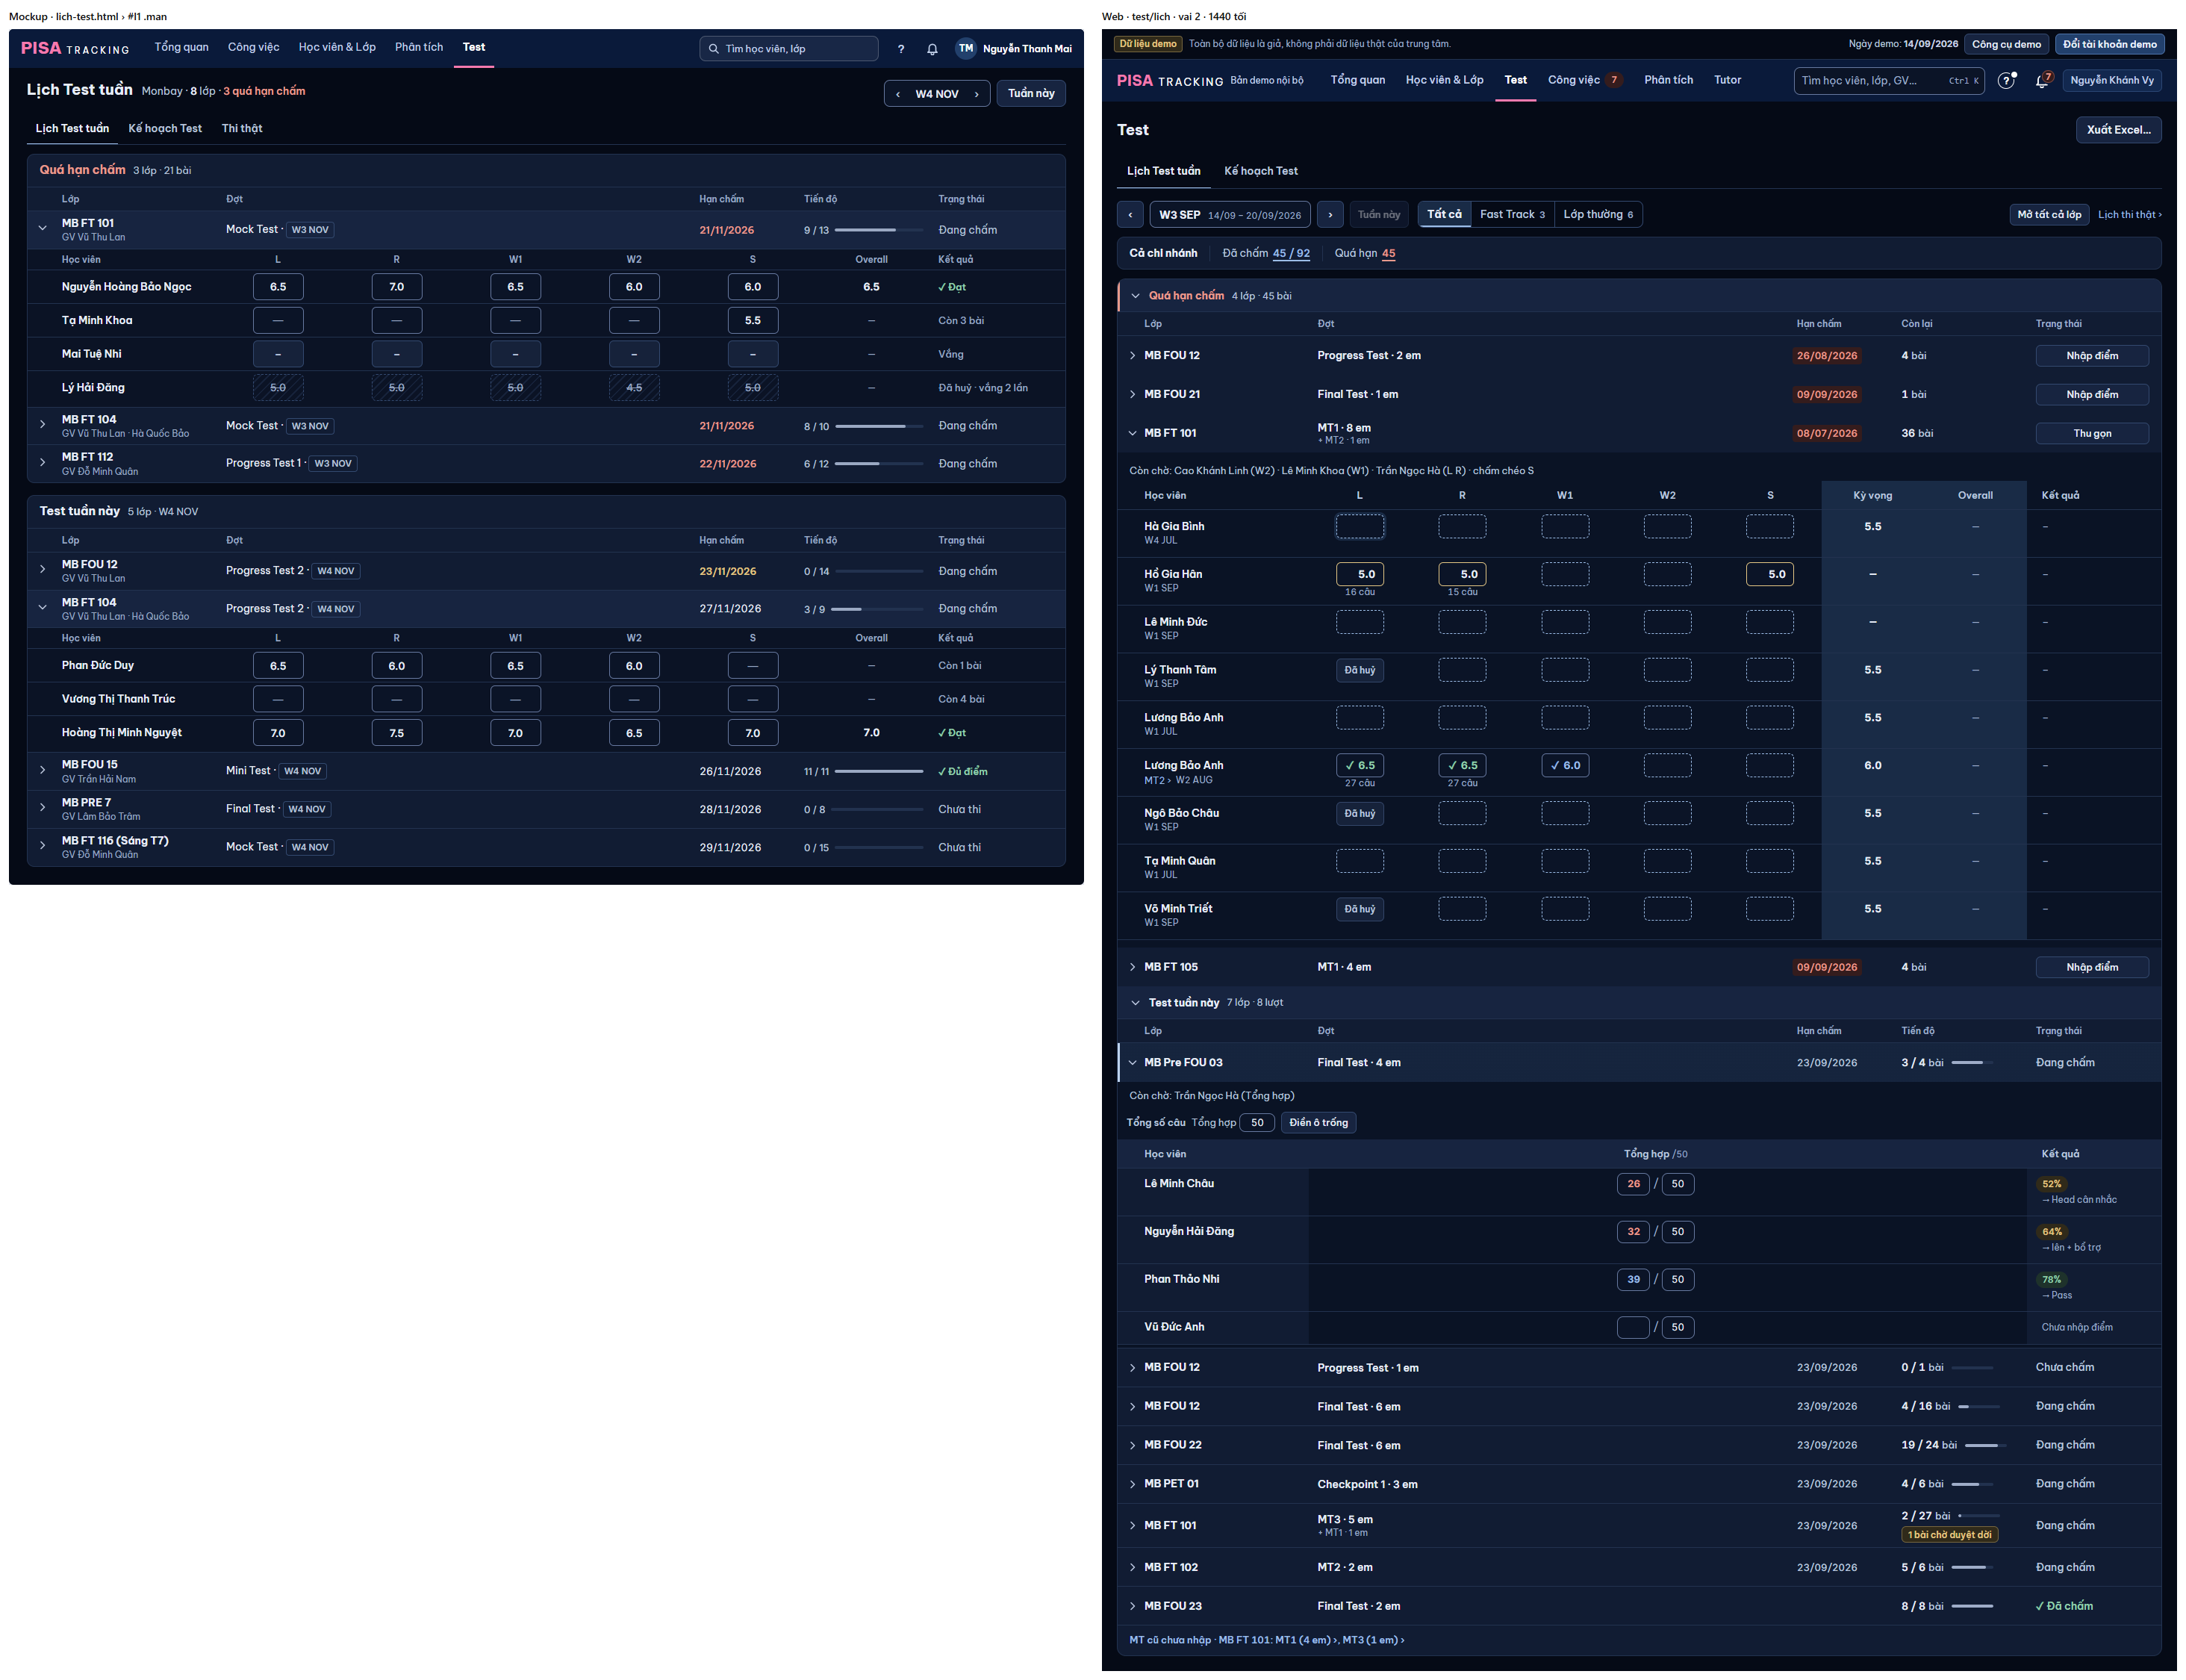 Mockup · lich-test.html › #l1 .man
PISA TRACKING Tổng quan Công việc Học viên & Lớp Phân tích Test Tìm học viên, lớp ? TM Nguyễn Thanh Mai
Lịch Test tuần Monbay · 8 lớp · 3 quá hạn chấm ‹ W4 NOV › Tuần này
Lịch Test tuần Kế hoạch Test Thi thật
Quá hạn chấm 3 lớp · 21 bài
Lớp Đợt Hạn chấm Tiến độ Trạng thái
MB FT 101 Mock Test · W3 NOV 21/11/2026 9 / 13 Đang chấm
GV Vũ Thu Lan
Học viên L R W1 W2 S Overall Kết quả
Nguyễn Hoàng Bảo Ngọc 6.5 7.0 6.5 6.0 6.0 6.5 ✓ Đạt
Tạ Minh Khoa — — — — 5.5 — Còn 3 bài
Mai Tuệ Nhi – – – – – — Vắng
Lý Hải Đăng 5.0 5.0 5.0 4.5 5.0 — Đã huỷ · vắng 2 lần
MB FT 104 Mock Test · W3 NOV 21/11/2026 8 / 10 Đang chấm
GV Vũ Thu Lan · Hà Quốc Bảo
MB FT 112 Progress Test 1 · W3 NOV 22/11/2026 6 / 12 Đang chấm
GV Đỗ Minh Quân
Test tuần này 5 lớp · W4 NOV
Lớp Đợt Hạn chấm Tiến độ Trạng thái
MB FOU 12 Progress Test 2 · W4 NOV 23/11/2026 0 / 14 Đang chấm
GV Vũ Thu Lan
MB FT 104 Progress Test 2 · W4 NOV 27/11/2026 3 / 9 Đang chấm
GV Vũ Thu Lan · Hà Quốc Bảo
Học viên L R W1 W2 S Overall Kết quả
Phan Đức Duy 6.5 6.0 6.5 6.0 — — Còn 1 bài
Vương Thị Thanh Trúc — — — — — — Còn 4 bài
Hoàng Thị Minh Nguyệt 7.0 7.5 7.0 6.5 7.0 7.0 ✓ Đạt
MB FOU 15 Mini Test · W4 NOV 26/11/2026 11 / 11 ✓ Đủ điểm
GV Trần Hải Nam
MB PRE 7 Final Test · W4 NOV 28/11/2026 0 / 8 Chưa thi
GV Lâm Bảo Trâm
MB FT 116 (Sáng T7) Mock Test · W4 NOV 29/11/2026 0 / 15 Chưa thi
GV Đỗ Minh Quân
Web · test/lich · vai 2 · 1440 tối
Dữ liệu demo Toàn bộ dữ liệu là giả, không phải dữ liệu thật của trung tâm. Ngày demo: 14/09/2026 Công cụ demo Đổi tài khoản demo
PISA TRACKING Bản demo nội bộ Tổng quan Học viên & Lớp Test Công việc 7 Phân tích Tutor Tìm học viên, lớp, GV... Ctrl K ? 7 Nguyễn Khánh Vy
Test Xuất Excel...
Lịch Test tuần Kế hoạch Test
‹ W3 SEP 14/09 – 20/09/2026 › Tuần này Tất cả Fast Track 3 Lớp thường 6 Mở tất cả lớp Lịch thi thật ›
Cả chi nhánh Đã chấm 45 / 92 Quá hạn 45
Quá hạn chấm 4 lớp · 45 bài
Lớp Đợt Hạn chấm Còn lại Trạng thái
MB FOU 12 Progress Test · 2 em 26/08/2026 4 bài Nhập điểm
MB FOU 21 Final Test · 1 em 09/09/2026 1 bài Nhập điểm
MB FT 101 MT1 · 8 em 08/07/2026 36 bài Thu gọn
+ MT2 · 1 em
Còn chờ: Cao Khánh Linh (W2) · Lê Minh Khoa (W1) · Trần Ngọc Hà (L R) · chấm chéo S
Học viên L R W1 W2 S Kỳ vọng Overall Kết quả
Hà Gia Bình 5.5 — –
W4 JUL
Hồ Gia Hân 5.0 5.0 5.0 – — –
W1 SEP 16 câu 15 câu
Lê Minh Đức – — –
W1 SEP
Lý Thanh Tâm Đã huỷ 5.5 — –
W1 SEP
Lương Bảo Anh 5.5 — –
W1 JUL
Lương Bảo Anh ✓ 6.5 ✓ 6.5 ✓ 6.0 6.0 — –
MT2 › W2 AUG 27 câu 27 câu
Ngô Bảo Châu Đã huỷ 5.5 — –
W1 SEP
Tạ Minh Quân 5.5 — –
W1 JUL
Võ Minh Triết Đã huỷ 5.5 — –
W1 SEP
MB FT 105 MT1 · 4 em 09/09/2026 4 bài Nhập điểm
Test tuần này 7 lớp · 8 lượt
Lớp Đợt Hạn chấm Tiến độ Trạng thái
MB Pre FOU 03 Final Test · 4 em 23/09/2026 3 / 4 bài Đang chấm
Còn chờ: Trần Ngọc Hà (Tổng hợp)
Tổng số câu Tổng hợp 50 Điền ô trống
Học viên Tổng hợp /50 Kết quả
Lê Minh Châu 26 / 50 52%
→ Head cân nhắc
Nguyễn Hải Đăng 32 / 50 64%
→ lên + bổ trợ
Phan Thảo Nhi 39 / 50 78%
→ Pass
Vũ Đức Anh / 50 Chưa nhập điểm
MB FOU 12 Progress Test · 1 em 23/09/2026 0 / 1 bài Chưa chấm
MB FOU 12 Final Test · 6 em 23/09/2026 4 / 16 bài Đang chấm
MB FOU 22 Final Test · 6 em 23/09/2026 19 / 24 bài Đang chấm
MB PET 01 Checkpoint 1 · 3 em 23/09/2026 4 / 6 bài Đang chấm
MB FT 101 MT3 · 5 em 23/09/2026 2 / 27 bài Đang chấm
+ MT1 · 1 em 1 bài chờ duyệt dời
MB FT 102 MT2 · 2 em 23/09/2026 5 / 6 bài Đang chấm
MB FOU 23 Final Test · 2 em 8 / 8 bài ✓ Đã chấm
MT cũ chưa nhập · MB FT 101: MT1 (4 em) ›, MT3 (1 em) ›